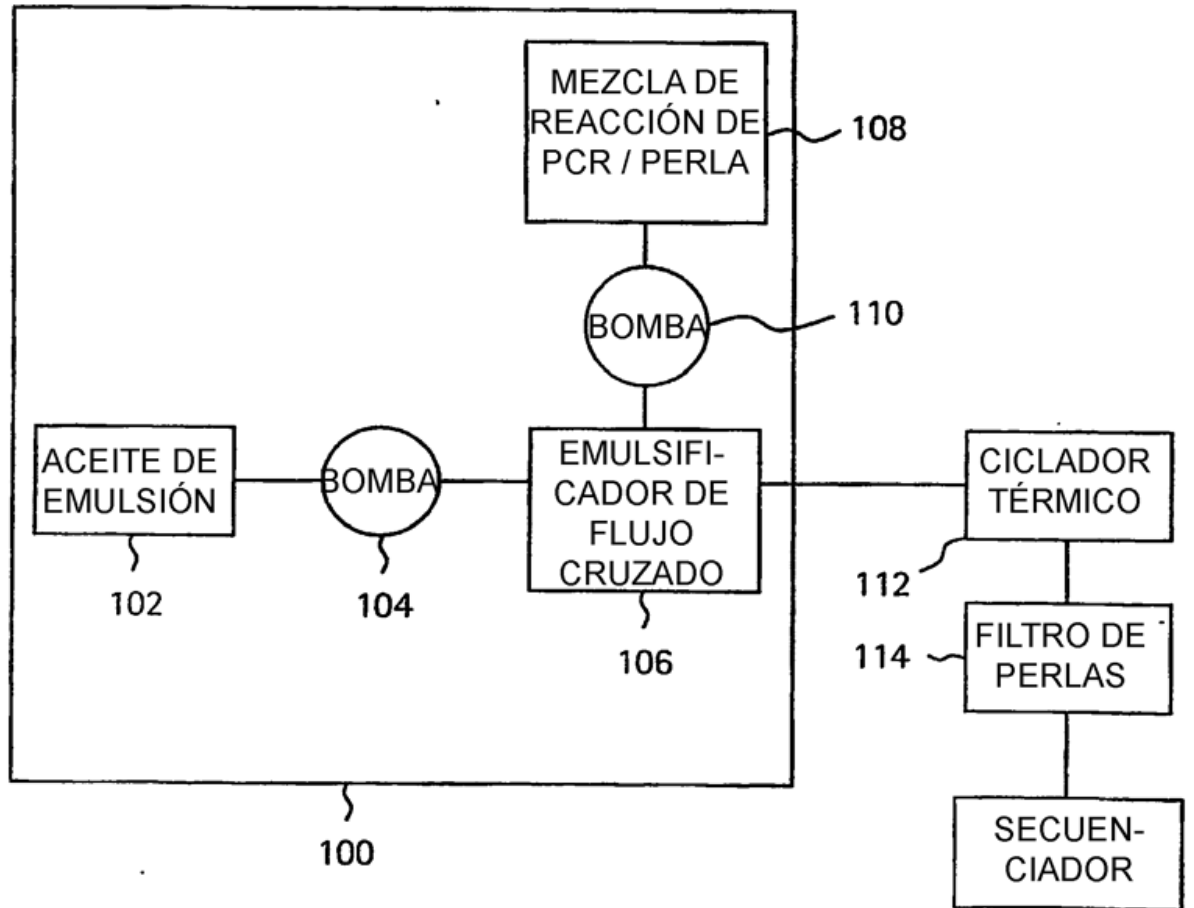 MEZCLA DE
REACCIÓN DE
PCR / PERLA
108
BOMBA
110
ACEITE DE
EMULSIÓN
102
BOMBA
104
EMULSIFI-
CADOR DE
FLUJO
CRUZADO
106
CICLADOR
TÉRMICO
112
FILTRO DE
PERLAS
114
SECUEN-
CIADOR
100